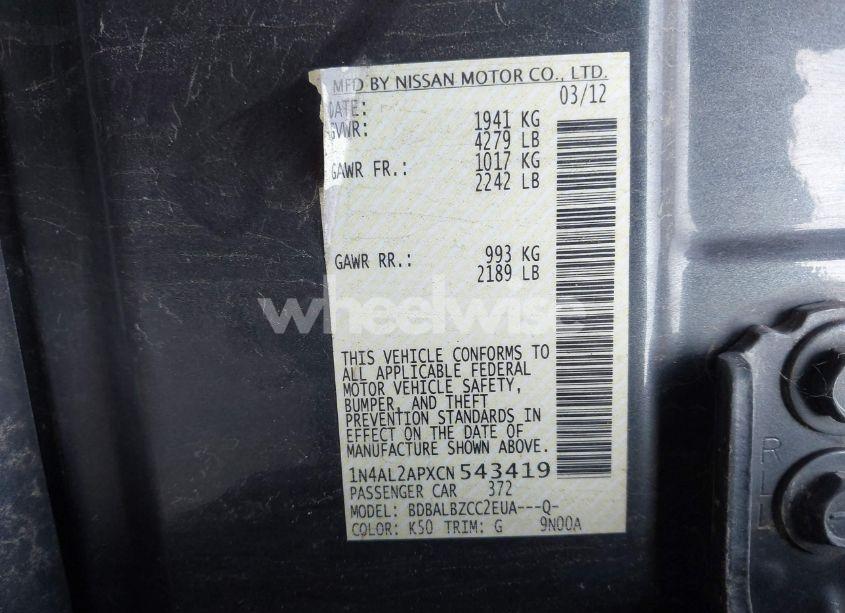 MFD BY NISSAN MOTOR CO., LTD.
DATE: 03/12
GVWR: 1941 KG
4279 LB
GAWR FR.: 1017 KG
2242 LB
GAWR RR.: 993 KG
2189 LB
wheelwise
THIS VEHICLE CONFORMS TO
ALL APPLICABLE FEDERAL
MOTOR VEHICLE SAFETY,
BUMPER, AND THEFT
PREVENTION STANDARDS IN
EFFECT ON THE DATE OF
MANUFACTURE SHOWN ABOVE.
1N4AL2APXCN543419
PASSENGER CAR 372
MODEL: BDBALBZCC2EUA---Q-
COLOR: K50 TRIM: G 9N00A